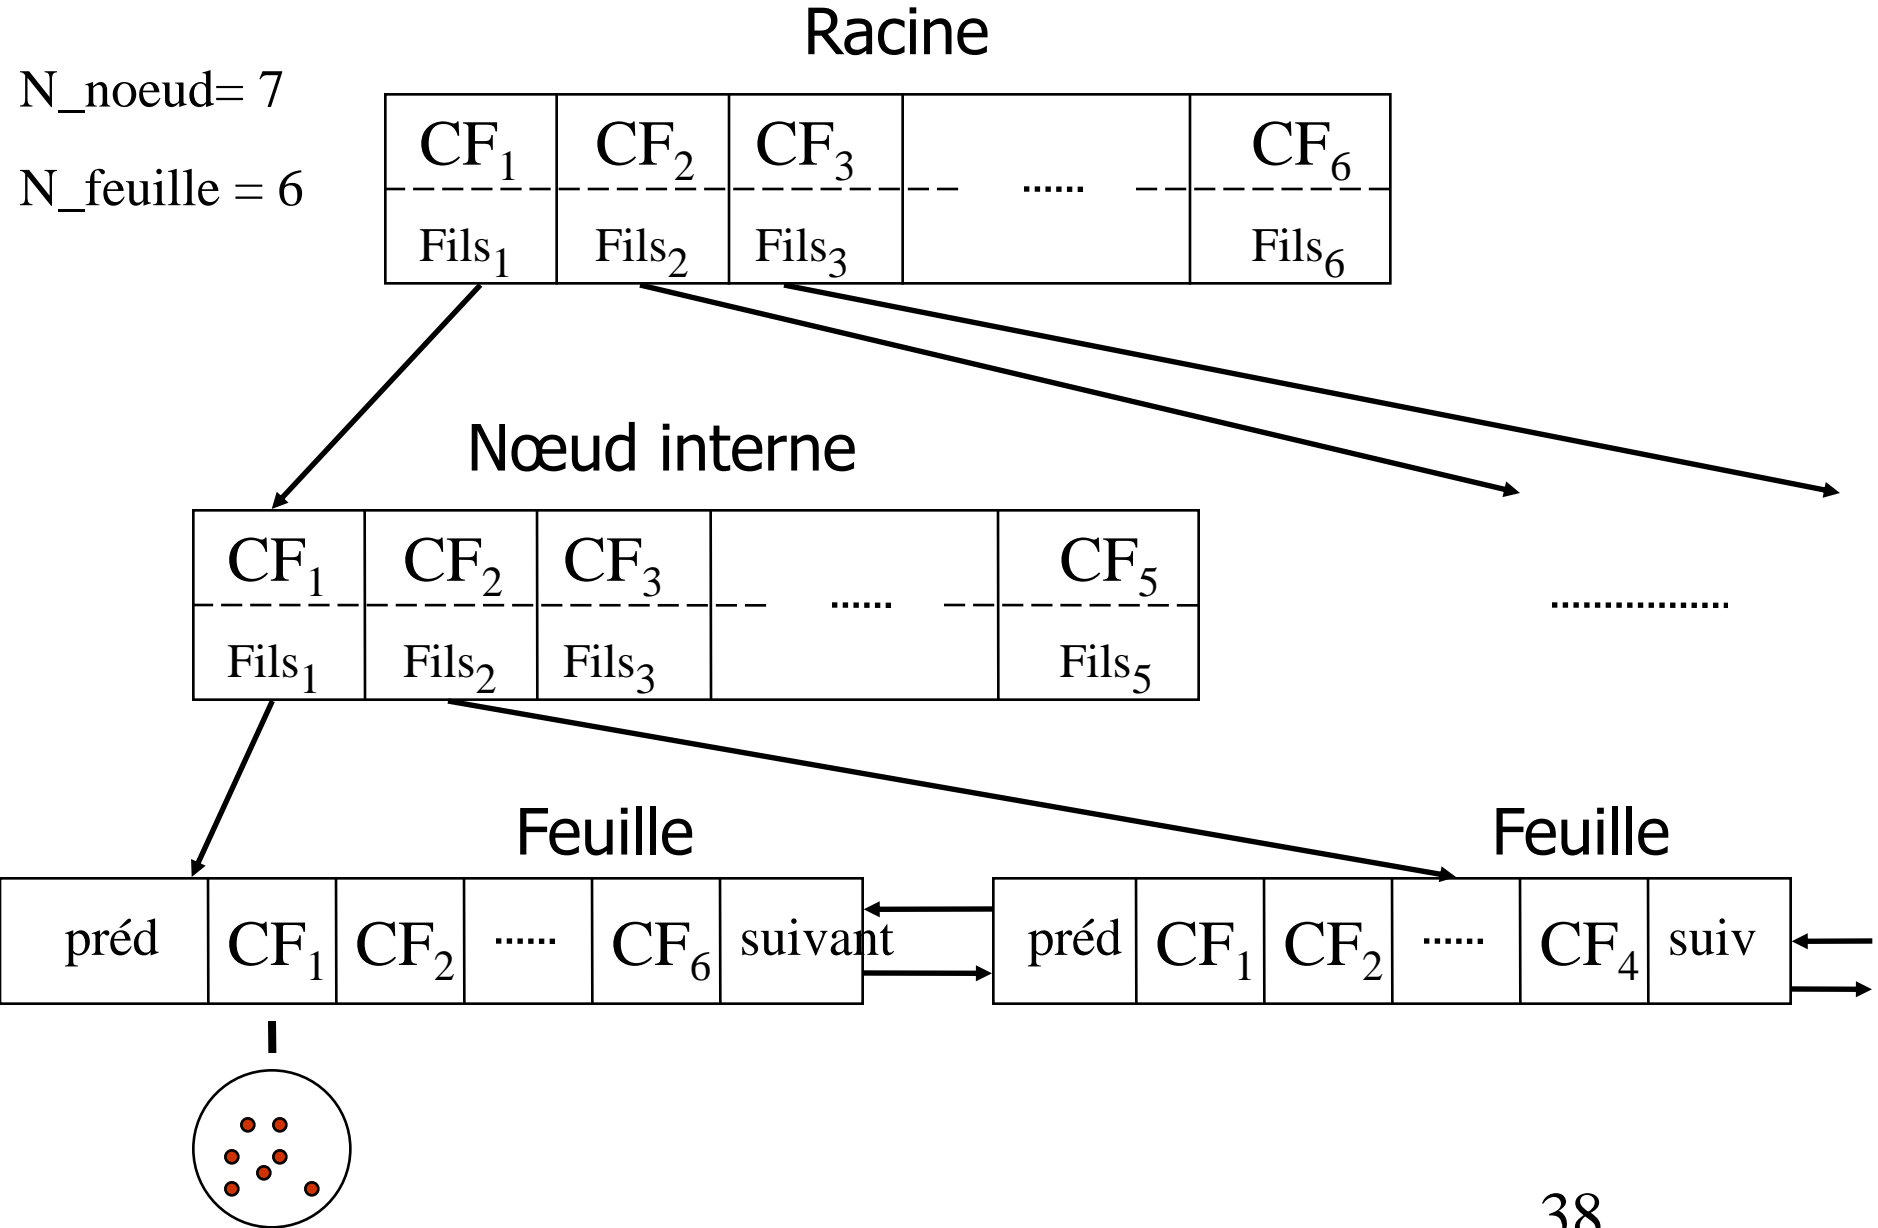 Racine
N_noeud= 7
N_feuille = 6
CF1 CF2 CF3 ...... CF6
Fils1 Fils2 Fils3 Fils6
Nœud interne
CF1 CF2 CF3 ...... CF5 .................
Fils1 Fils2 Fils3 Fils5
Feuille Feuille
préd CF1 CF2 ...... CF6 suivant préd CF1 CF2 ...... CF4 suiv
38